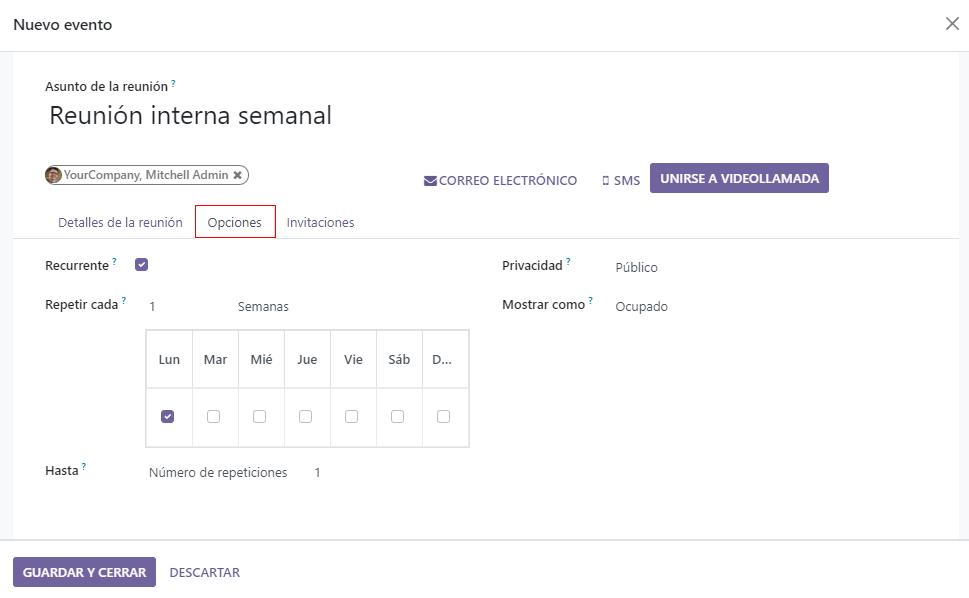 Nuevo evento
Asunto de la reunión ?
Reunión interna semanal
YourCompany, Mitchell Admin
CORREO ELECTRÓNICO SMS UNIRSE A VIDEOLLAMADA
Detalles de la reunión Opciones Invitaciones
Recurrente ? Privacidad ? Público
Repetir cada ? 1 Semanas Mostrar como ? Ocupado
Lun Mar Mié Jue Vie Sáb D...
Hasta ? Número de repeticiones 1
GUARDAR Y CERRAR DESCARTAR